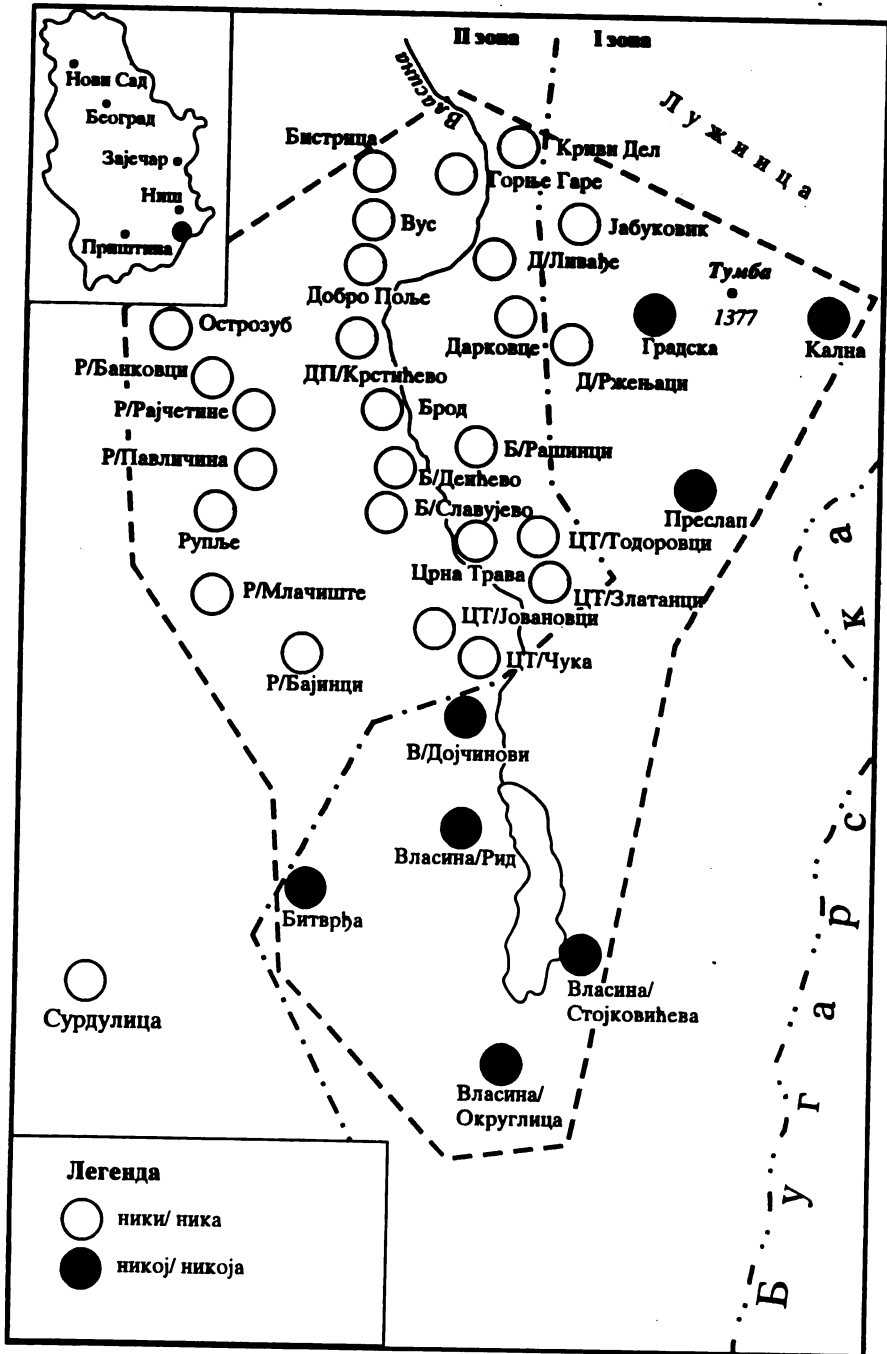 II зона
I зона
Нови Сад
Београд
Зајечар
Ниш
Приштина
Власина
Лужница
Бистрица
Криви Дел
Горње Гаре
Вус
Јабуковик
Д/Ливађе
Тумба
1377
Добро Поље
Острозуб
Дарковце
Градска
Кална
Р/Банковци
ДП/Крстићево
Д/Ржењаци
Р/Рајчетине
Брод
Б/Рашинци
Р/Павличина
Б/Деићево
Б/Славујево
Преслап
Рупље
ЦТ/Тодоровци
Црна Трава
Р/Млачиште
ЦТ/Златанци
ЦТ/Јовановци
ЦТ/Чука
Р/Бајинци
В/Дојчинови
Власина/Рид
Битврђа
Власина/
Стојковићева
Сурдулица
Власина/
Округлица
Бугарска
Легенда
ники/ ника
никој/ никоја